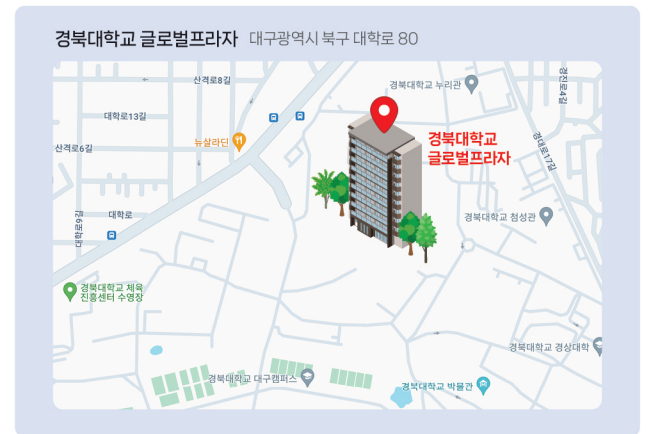 경북대학교 글로벌프라자 대구광역시 북구 대학로 80
산격로8길
경북대학교 누리관
경진로4길
대학로13길
뉴살라딘
경북대학교
글로벌프라자
산격로6길
경대로17길
대학로9길
대학로
경북대학교 첨성관
경북대학교 체육
진흥센터 수영장
경북대학교 경상대학
경북대학교 대구캠퍼스
경북대학교 박물관